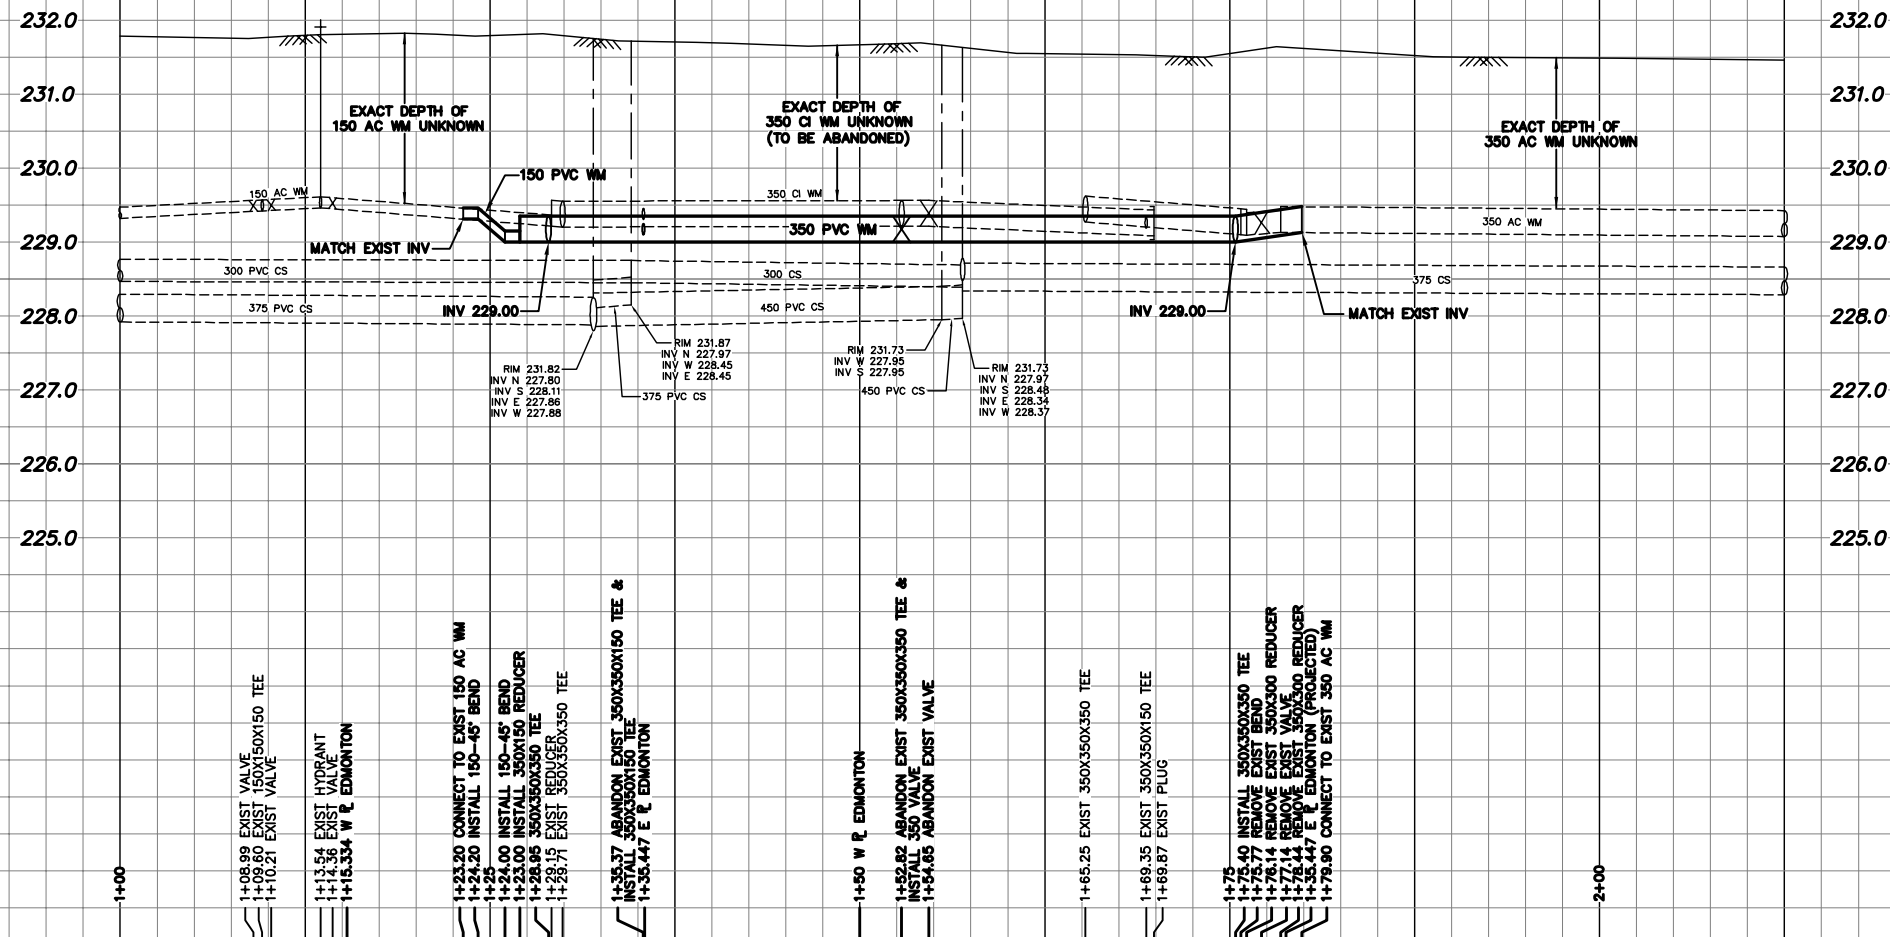 232.0
232.0
231.0
231.0
230.0
230.0
229.0
229.0
228.0
228.0
227.0
227.0
226.0
226.0
225.0
225.0
EXACT DEPTH OF
150 AC WM UNKNOWN
EXACT DEPTH OF
350 CI WM UNKNOWN
(TO BE ABANDONED)
EXACT DEPTH OF
350 AC WM UNKNOWN
150 AC WM
150 PVC WM
350 CI WM
350 PVC WM
350 AC WM
MATCH EXIST INV
300 PVC CS
300 CS
375 CS
375 PVC CS
INV 229.00
450 PVC CS
INV 229.00
MATCH EXIST INV
RIM 231.82
INV N 227.80
INV S 228.11
INV E 227.86
INV W 227.88
RIM 231.87
INV N 227.97
INV W 228.45
INV E 228.45
375 PVC CS
RIM 231.73
INV W 227.95
INV S 227.95
450 PVC CS
RIM 231.73
INV N 227.97
INV S 228.48
INV E 228.34
INV W 228.37
1+00
1+08.99 EXIST VALVE
1+09.60 EXIST 150X150X150 TEE
1+10.21 EXIST VALVE
1+13.54 EXIST HYDRANT
1+14.36 EXIST VALVE
1+15.334 W PL EDMONTON
1+23.20 CONNECT TO EXIST 150 AC WM
1+24.20 INSTALL 150-45° BEND
1+25
1+24.00 INSTALL 150-45° BEND
1+23.00 INSTALL 350X150 REDUCER
1+28.95 350X350X350 TEE
1+29.15 EXIST REDUCER
1+29.71 EXIST 350X350X350 TEE
1+35.37 ABANDON EXIST 350X350X150 TEE &
INSTALL 350X350X150 TEE
1+35.447 E PL EDMONTON
1+50 W PL EDMONTON
1+52.82 ABANDON EXIST 350X350X350 TEE &
INSTALL 350 VALVE
1+54.65 ABANDON EXIST VALVE
1+65.25 EXIST 350X350X350 TEE
1+69.35 EXIST 350X350X150 TEE
1+69.87 EXIST PLUG
1+75
1+75.40 INSTALL 350X350X350 TEE
1+75.77 REMOVE EXIST BEND
1+76.14 REMOVE EXIST 350X300 REDUCER
1+77.14 REMOVE EXIST VALVE
1+78.44 REMOVE EXIST 350X300 REDUCER
1+35.447 E PL EDMONTON (PROJECTED)
1+79.90 CONNECT TO EXIST 350 AC WM
2+00